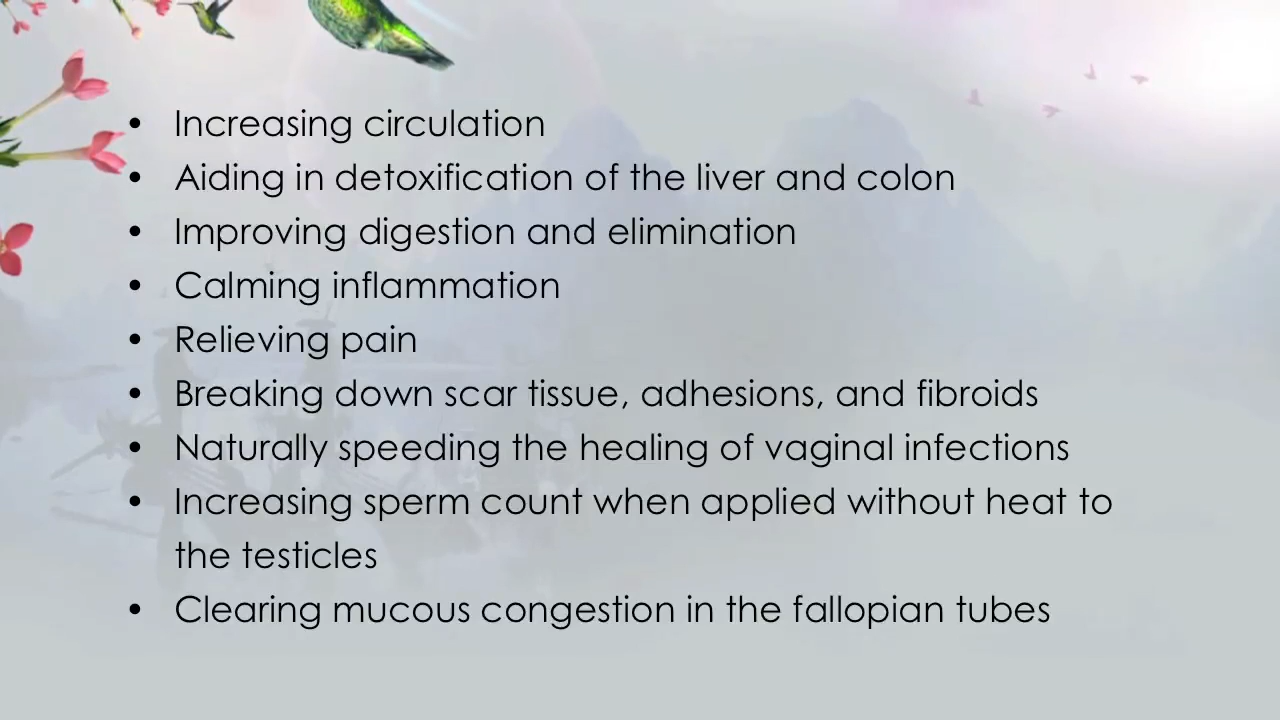 • Increasing circulation
• Aiding in detoxification of the liver and colon
• Improving digestion and elimination
• Calming inflammation
• Relieving pain
• Breaking down scar tissue, adhesions, and fibroids
• Naturally speeding the healing of vaginal infections
• Increasing sperm count when applied without heat to
the testicles
• Clearing mucous congestion in the fallopian tubes